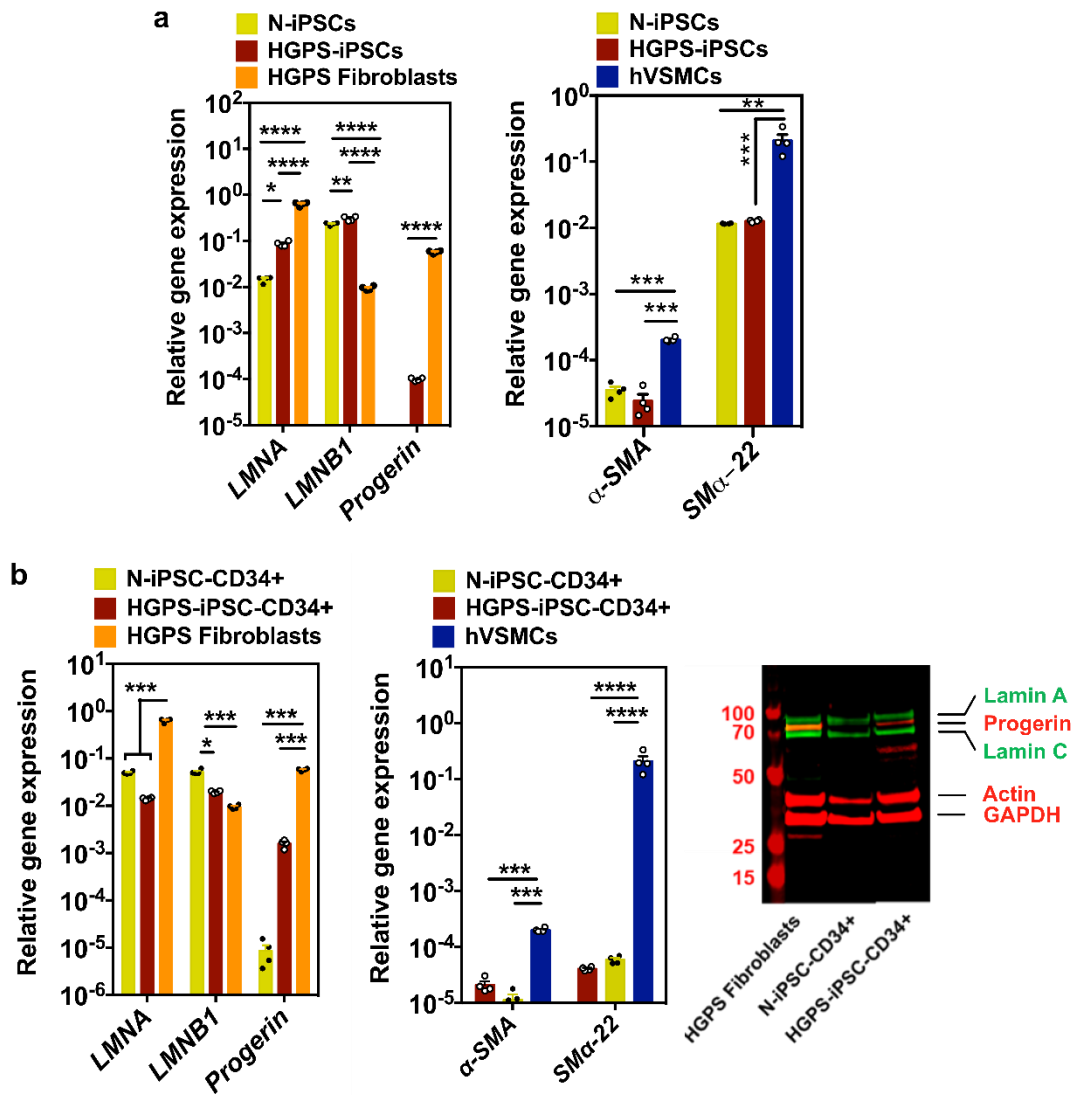 a
N-iPSCs
HGPS-iPSCs
HGPS Fibroblasts
Relative gene expression
10²
10¹
10⁰
10⁻¹
10⁻²
10⁻³
10⁻⁴
10⁻⁵
**** ****
**** ****
* ** ****
LMNA
LMNB1
Progerin
N-iPSCs
HGPS-iPSCs
hVSMCs
Relative gene expression
10⁰
10⁻¹
10⁻²
10⁻³
10⁻⁴
10⁻⁵
**
***
***
***
α-SMA
SMα-22
b
N-iPSC-CD34+
HGPS-iPSC-CD34+
HGPS Fibroblasts
Relative gene expression
10¹
10⁰
10⁻¹
10⁻²
10⁻³
10⁻⁴
10⁻⁵
10⁻⁶
*** *** ***
* ***
LMNA
LMNB1
Progerin
N-iPSC-CD34+
HGPS-iPSC-CD34+
hVSMCs
Relative gene expression
10¹
10⁰
10⁻¹
10⁻²
10⁻³
10⁻⁴
10⁻⁵
****
****
***
***
α-SMA
SMα-22
100
70
50
25
15
Lamin A
Progerin
Lamin C
Actin
GAPDH
HGPS Fibroblasts
N-iPSC-CD34+
HGPS-iPSC-CD34+